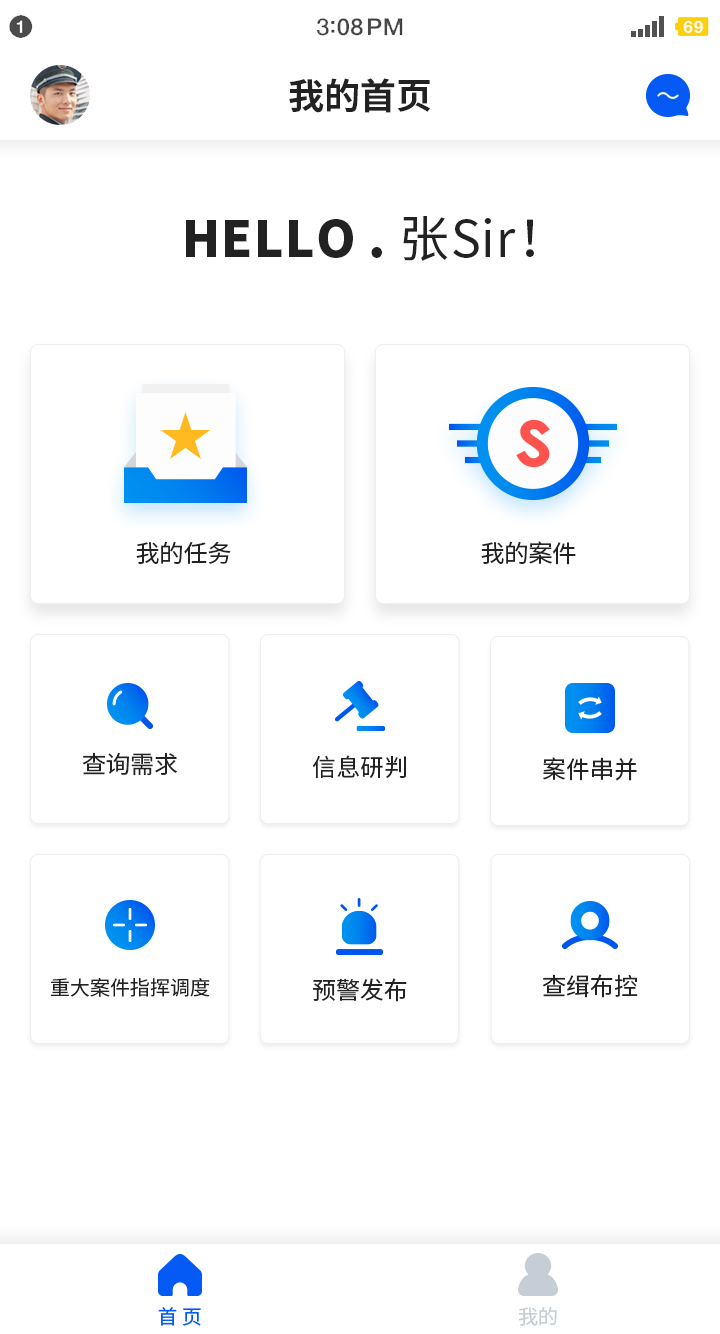 1 3:08PM 69
我的首页
HELLO . 张Sir!
S
我的任务 我的案件
查询需求 信息研判 案件串并
重大案件指挥调度 预警发布 查缉布控
首页 我的